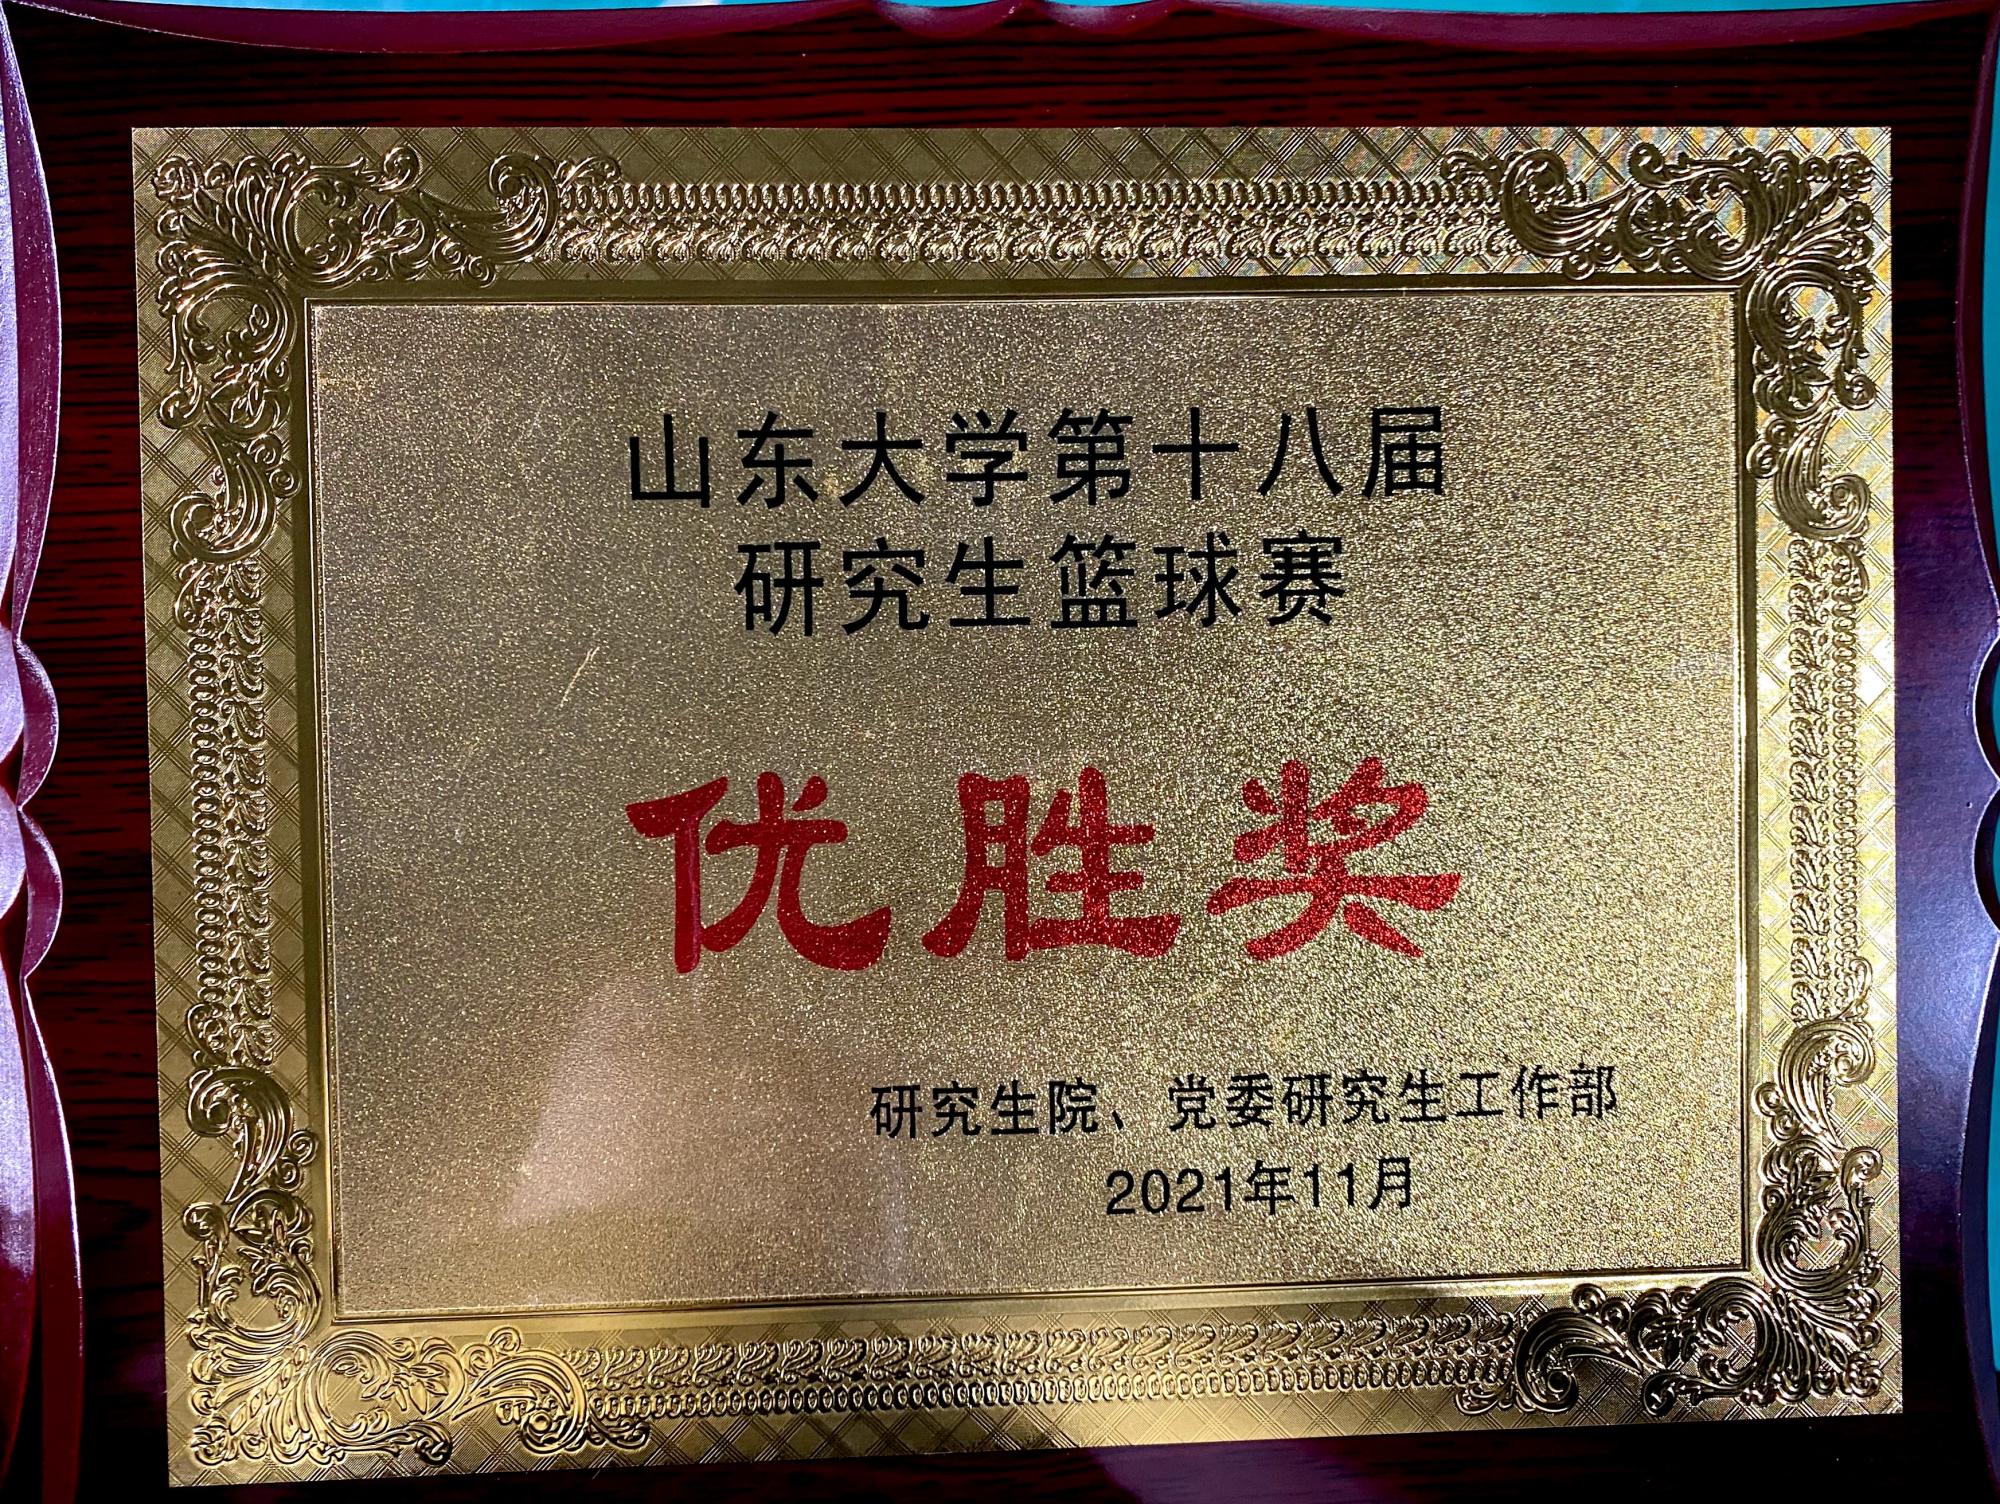 山东大学第十八届
研究生篮球赛
优胜奖
研究生院、党委研究生工作部
2021年11月